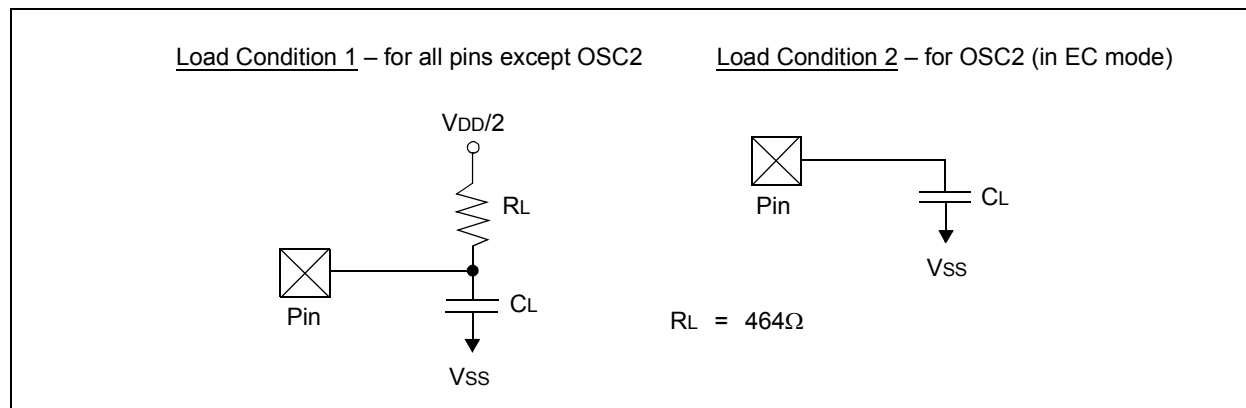 Load Condition 1 – for all pins except OSC2
Load Condition 2 – for OSC2 (in EC mode)
VDD/2
RL
Pin
CL
VSS
Pin
CL
VSS
RL = 464Ω